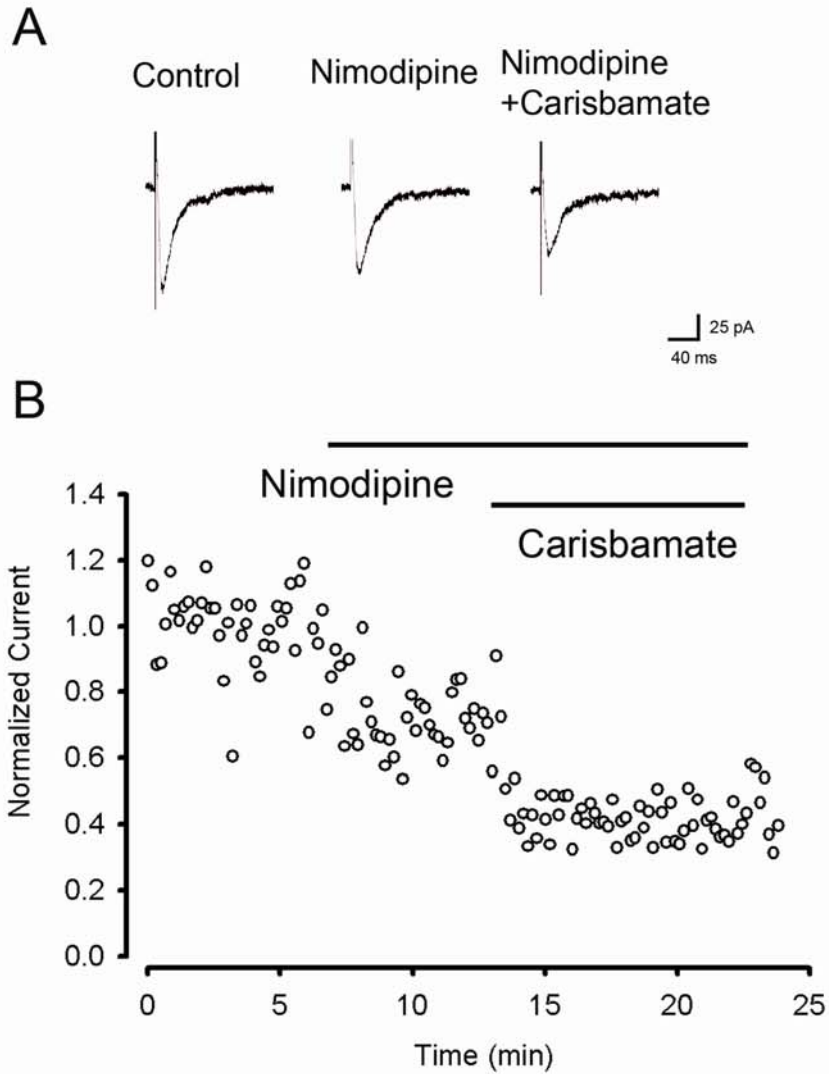 A
Control
Nimodipine
Nimodipine
+Carisbamate
25 pA
40 ms
B
Nimodipine
Carisbamate
Normalized Current
1.4
1.2
1.0
0.8
0.6
0.4
0.2
0.0
0 5 10 15 20 25
Time (min)